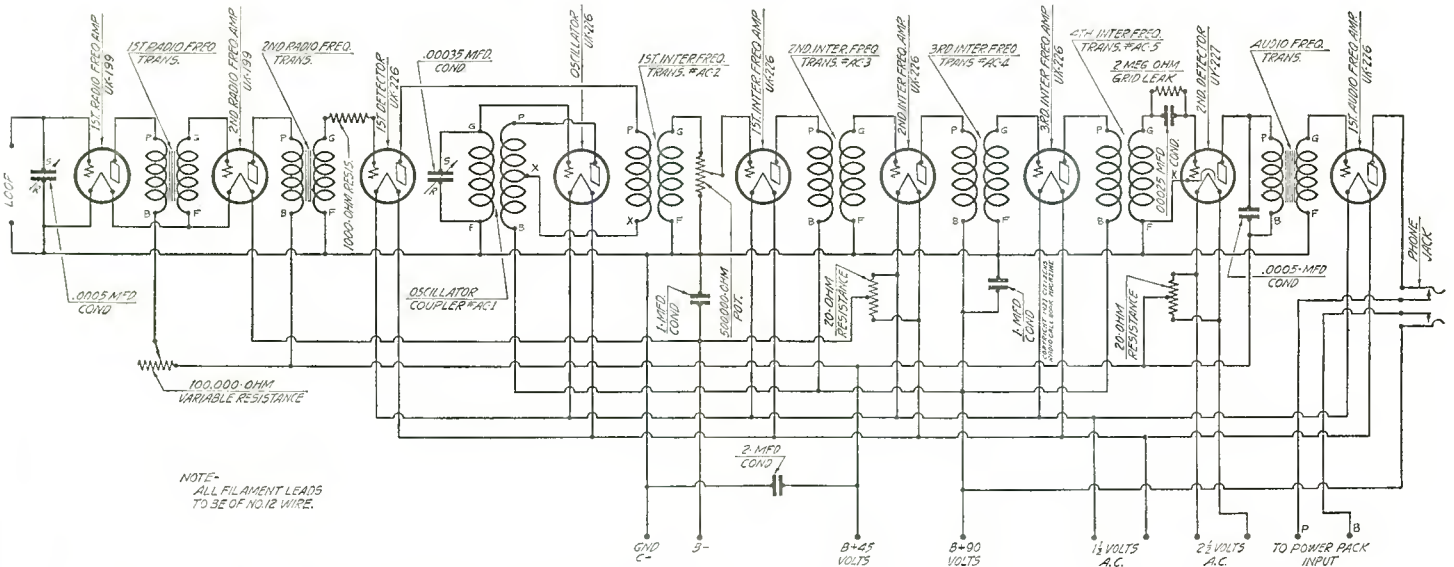 1ST. RADIO FREQ. AMP.
UX-199
1ST. RADIO FREQ.
TRANS.
2ND RADIO FREQ. AMP.
UX-199
2ND RADIO FREQ.
TRANS.
1000-OHM RESIS.
1ST DETECTOR
UX-226
.00035 MFD.
COND.
OSCILLATOR
UX-226
1ST. INTER FREQ.
TRANS. #AC-2
1ST. INTER. FREQ. AMP.
UX-226
2ND. INTER FREQ.
TRANS. #AC-3
2ND INTER FREQ. AMP.
UX-226
3RD. INTER FREQ
TRANS #AC-4
3RD. INTER FREQ. AMP.
UX-226
4TH INTER. FREQ.
TRANS. #AC-5
2 MEG. OHM
GRID LEAK
.00025 MFD
COND.
2ND DETECTOR
UY-227
AUDIO FREQ.
TRANS.
1ST. AUDIO FREQ. AMP.
UX-226
LOOP
S
R
P
G
B
F
P
G
B
F
S
R
G
P
X
F
B
P
G
X
F
P
G
B
F
P
G
B
F
P
G
B
F
K
P
G
B
F
.0005 MFD
COND
OSCILLATOR
COUPLER #AC-1
1-MFD.
COND
500,000-OHM
POT.
20-OHM
RESISTANCE
1-MFD
COND
20-OHM
RESISTANCE
.0005-MFD
COND
PHONE
JACK
100,000-OHM
VARIABLE RESISTANCE
2-MFD
COND
NOTE-
ALL FILAMENT LEADS
TO BE OF NO.12 WIRE.
GND
C-
B-
B+45
VOLTS
B+90
VOLTS
1½ VOLTS
A.C.
2½ VOLTS
A.C.
P
B
TO POWER PACK
INPUT